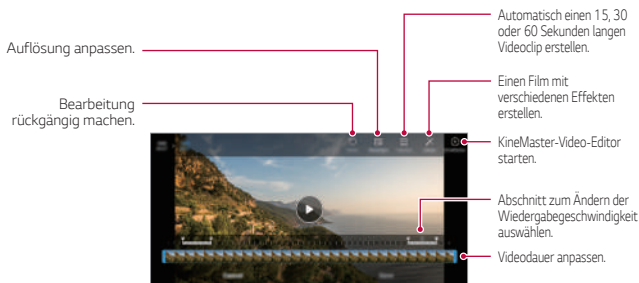 Auflösung anpassen.
Bearbeitung
rückgängig machen.
Automatisch einen 15, 30
oder 60 Sekunden langen
Videoclip erstellen.
Einen Film mit
verschiedenen Effekten
erstellen.
KineMaster-Video-Editor
starten.
Abschnitt zum Ändern der
Wiedergabegeschwindigkeit
auswählen.
Videodauer anpassen.